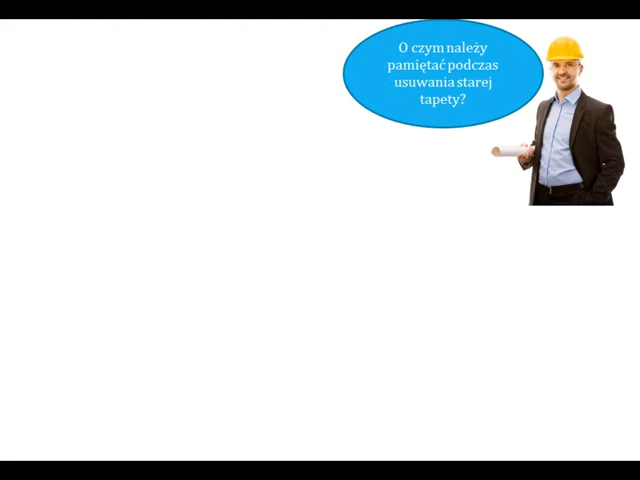 O czym należy
pamiętać podczas
usuwania starej
tapety?